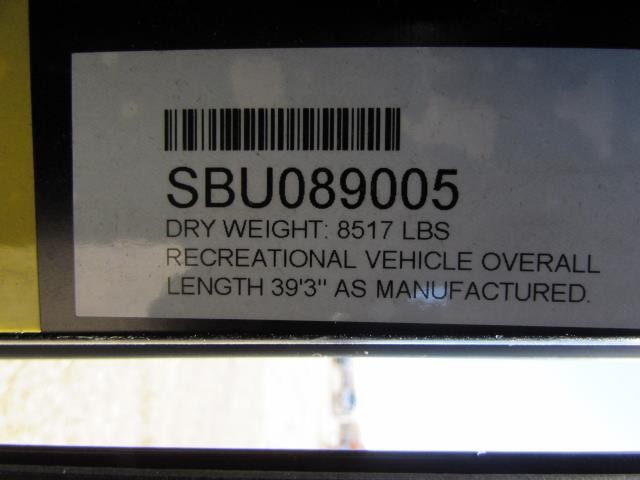 SBU089005
DRY WEIGHT: 8517 LBS
RECREATIONAL VEHICLE OVERALL
LENGTH 39'3" AS MANUFACTURED.